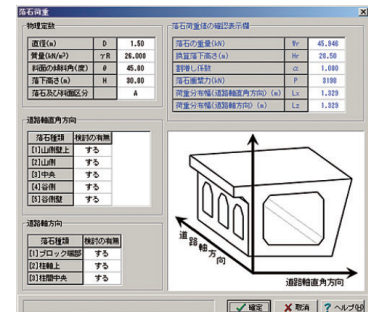 落石荷重
物理定数
直径(m) D 1.50
質量(kN/m³) γR 26.000
斜面の傾斜角(度) θ 45.00
落下高さ(m) H 30.00
落石及び斜面区分 A
落石荷重値の確認表示欄
落石の重量(kN) Wr 45.946
換算落下高さ(m) Hr 28.50
割増し係数 α 1.000
落石衝撃力(kN) P 3198
荷重分布幅(道路軸直角方向) (m) Lx 1.329
荷重分布幅(道路軸方向) (m) Lz 1.329
道路軸直角方向
落石種類 検討の有無
[1]山側壁上 する
[2]山側 する
[3]中央 する
[4]谷側 する
[5]谷側壁 する
道路軸方向
落石種類 検討の有無
[1]ブロック端部 する
[2]柱軸上 する
[3]柱間中央 する
道路軸方向
道路軸直角方向
確定
取消
ヘルプ(H)